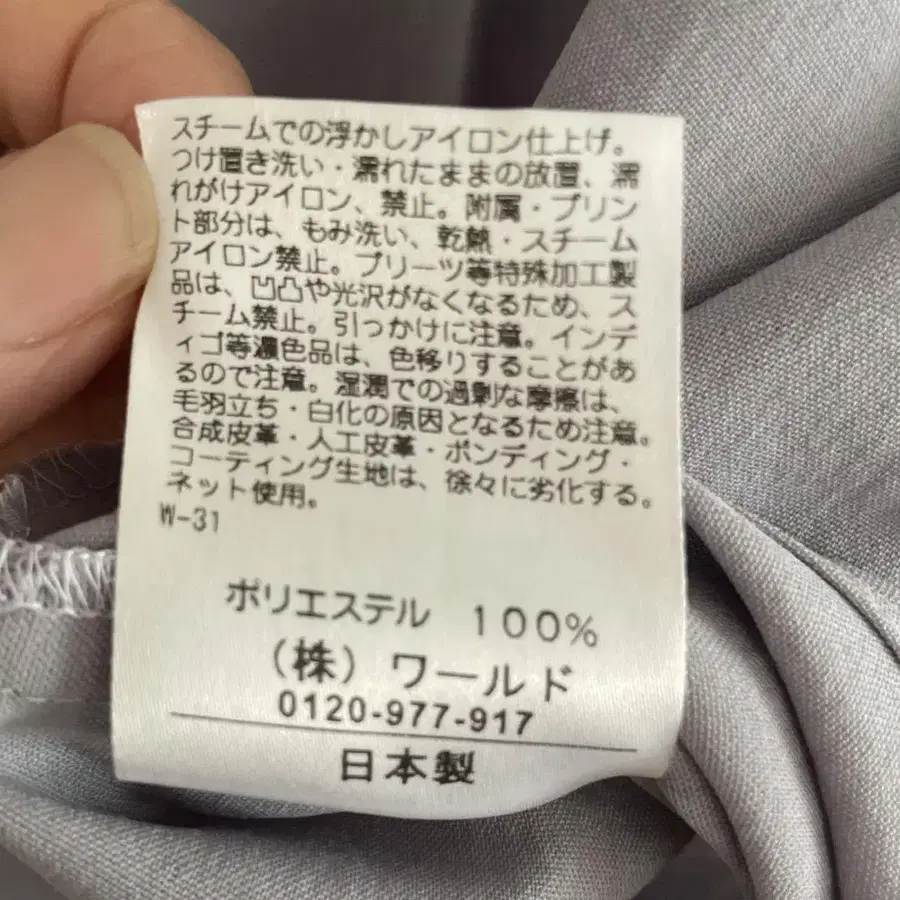 スチームでの浮かしアイロン仕上げ。
つけ置き洗い・濡れたままの放置、濡
れがけアイロン、禁止。附属・プリン
ト部分は、もみ洗い、乾熱・スチーム
アイロン禁止。プリーツ等特殊加工製
品は、凹凸や光沢がなくなるため、ス
チーム禁止。引っかけに注意。インデ
ィゴ等濃色品は、色移りすることがあ
るので注意。湿潤での過剰な摩擦は、
毛羽立ち・白化の原因となるため注意。
合成皮革・人工皮革・ボンディング・
コーティング生地は、徐々に劣化する。
ネット使用。
W-31
ポリエステル 100%
(株)ワールド
0120-977-917
日本製